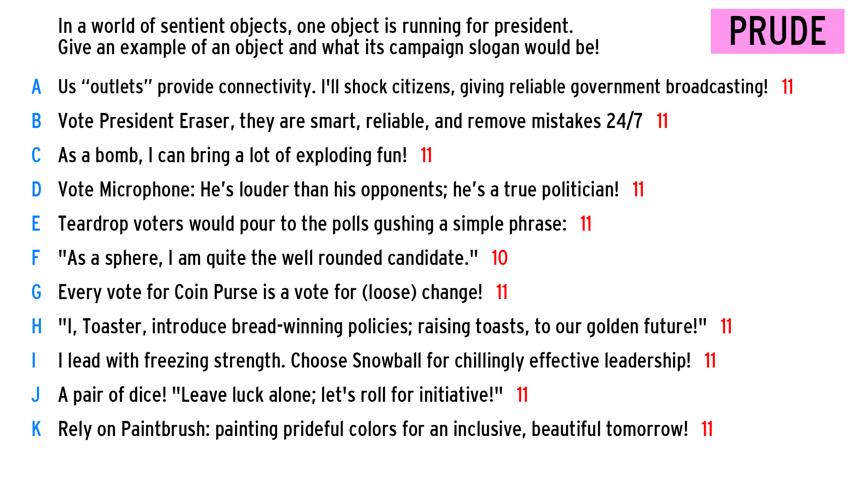 In a world of sentient objects, one object is running for president.
Give an example of an object and what its campaign slogan would be!
PRUDE
A Us “outlets” provide connectivity. I'll shock citizens, giving reliable government broadcasting! 11
B Vote President Eraser, they are smart, reliable, and remove mistakes 24/7 11
C As a bomb, I can bring a lot of exploding fun! 11
D Vote Microphone: He’s louder than his opponents; he’s a true politician! 11
E Teardrop voters would pour to the polls gushing a simple phrase: 11
F "As a sphere, I am quite the well rounded candidate." 10
G Every vote for Coin Purse is a vote for (loose) change! 11
H "I, Toaster, introduce bread-winning policies; raising toasts, to our golden future!" 11
I I lead with freezing strength. Choose Snowball for chillingly effective leadership! 11
J A pair of dice! "Leave luck alone; let's roll for initiative!" 11
K Rely on Paintbrush: painting prideful colors for an inclusive, beautiful tomorrow! 11